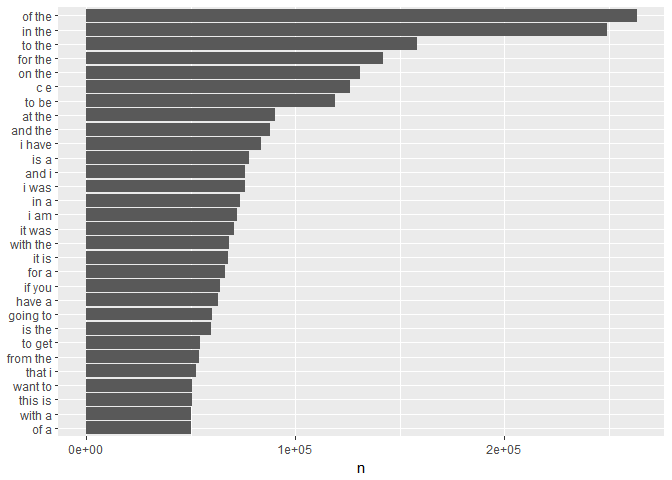 of the
in the
to the
for the
on the
c e
to be
at the
and the
i have
is a
and i
i was
in a
i am
it was
with the
it is
for a
if you
have a
going to
is the
to get
from the
that i
want to
this is
with a
of a
0e+00 1e+05 2e+05
n